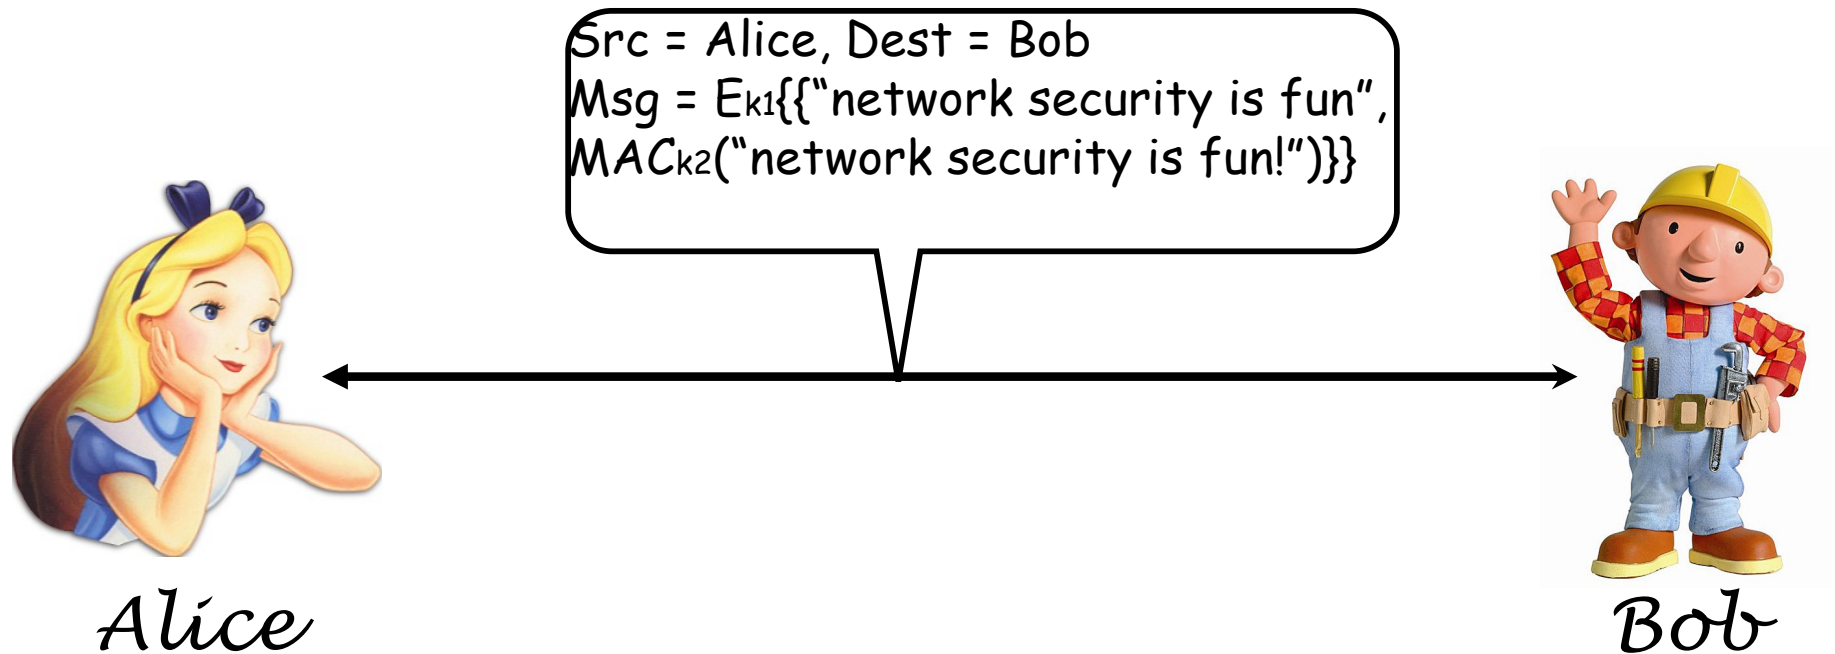 Src = Alice, Dest = Bob
Msg = Ek1{{“network security is fun”,
MACk2(“network security is fun!”)}}
Alice
Bob